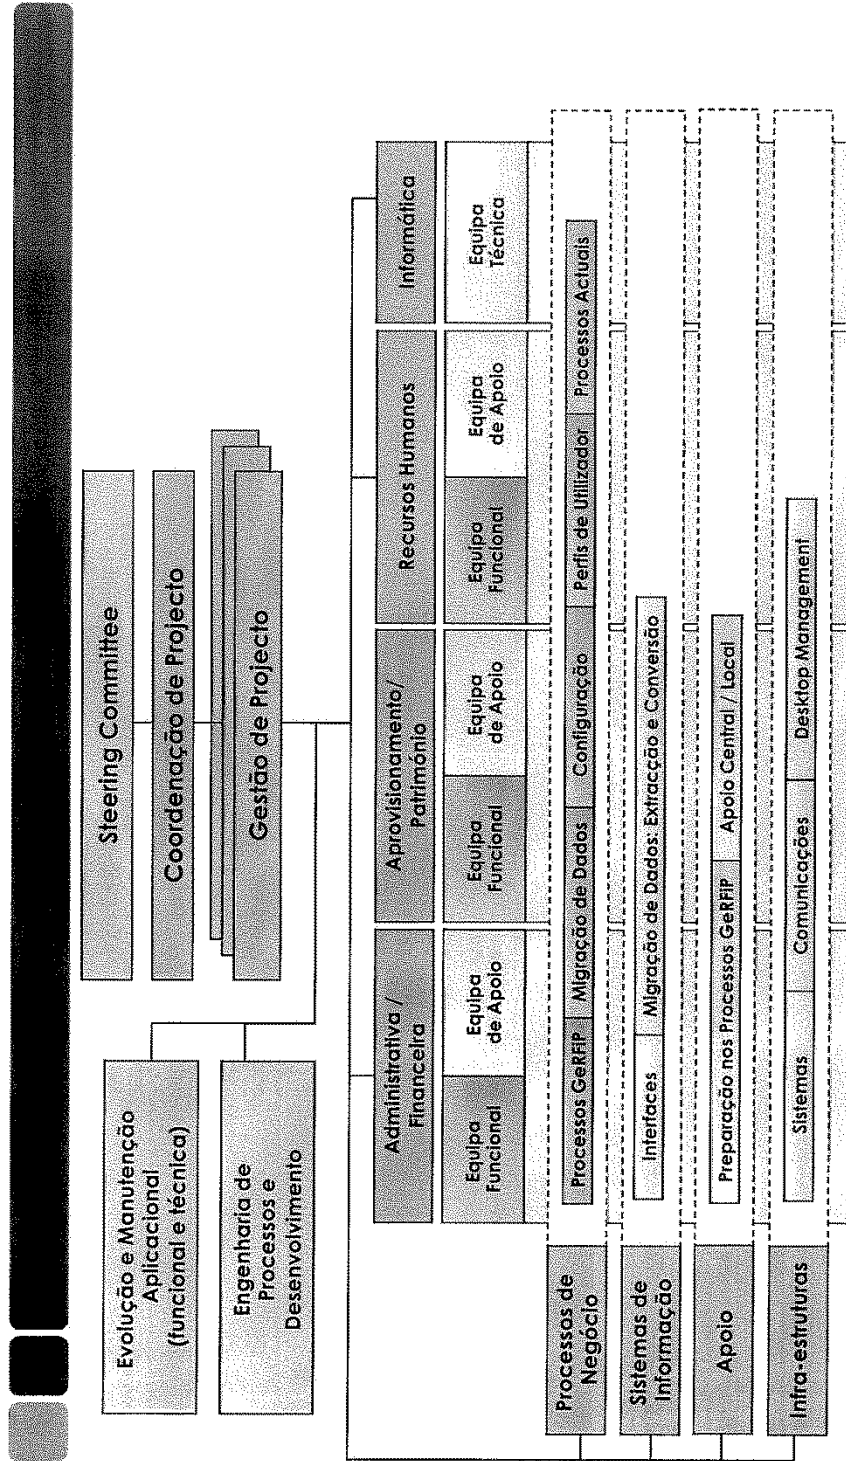 Steering Committee
Coordenação de Projecto
Gestão de Projecto
Evolução e Manutenção
Aplicacional
(funcional e técnica)
Engenharia de
Processos e
Desenvolvimento
Administrativa /
Financeira
Aprovisionamento/
Património
Recursos Humanos
Informática
Equipa
Funcional
Equipa
de Apoio
Equipa
Funcional
Equipa
de Apoio
Equipa
Funcional
Equipa
de Apoio
Equipa
Técnica
Processos de
Negócio
Processos GeRFiP
Migração de Dados
Configuração
Perfis de Utilizador
Processos Actuais
Sistemas de
Informação
Interfaces
Migração de Dados: Extracção e Conversão
Apoio
Preparação nos Processos GeRFiP
Apoio Central / Local
Infra-estruturas
Sistemas
Comunicações
Desktop Management